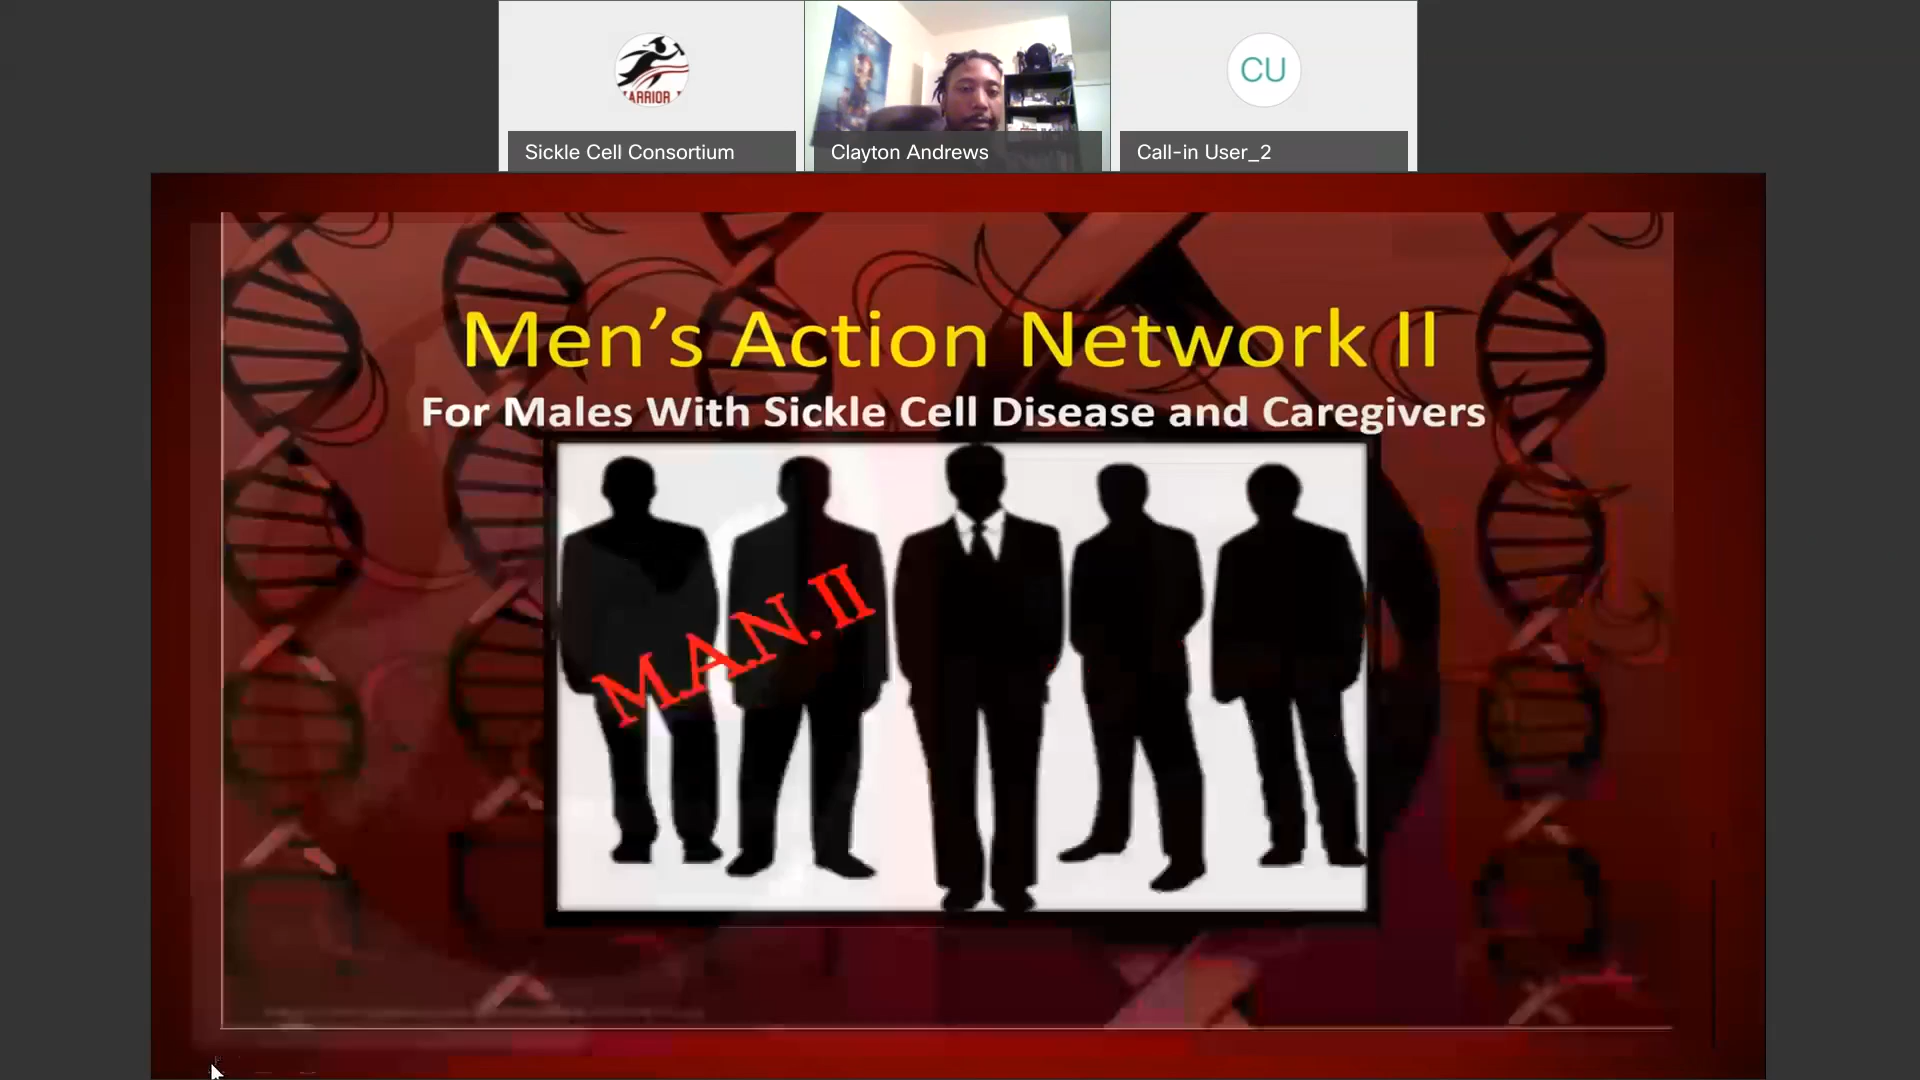 ARRIOR
Sickle Cell Consortium
Clayton Andrews
CU
Call-in User_2
Men's Action Network II
For Males With Sickle Cell Disease and Caregivers
M.A.N.II